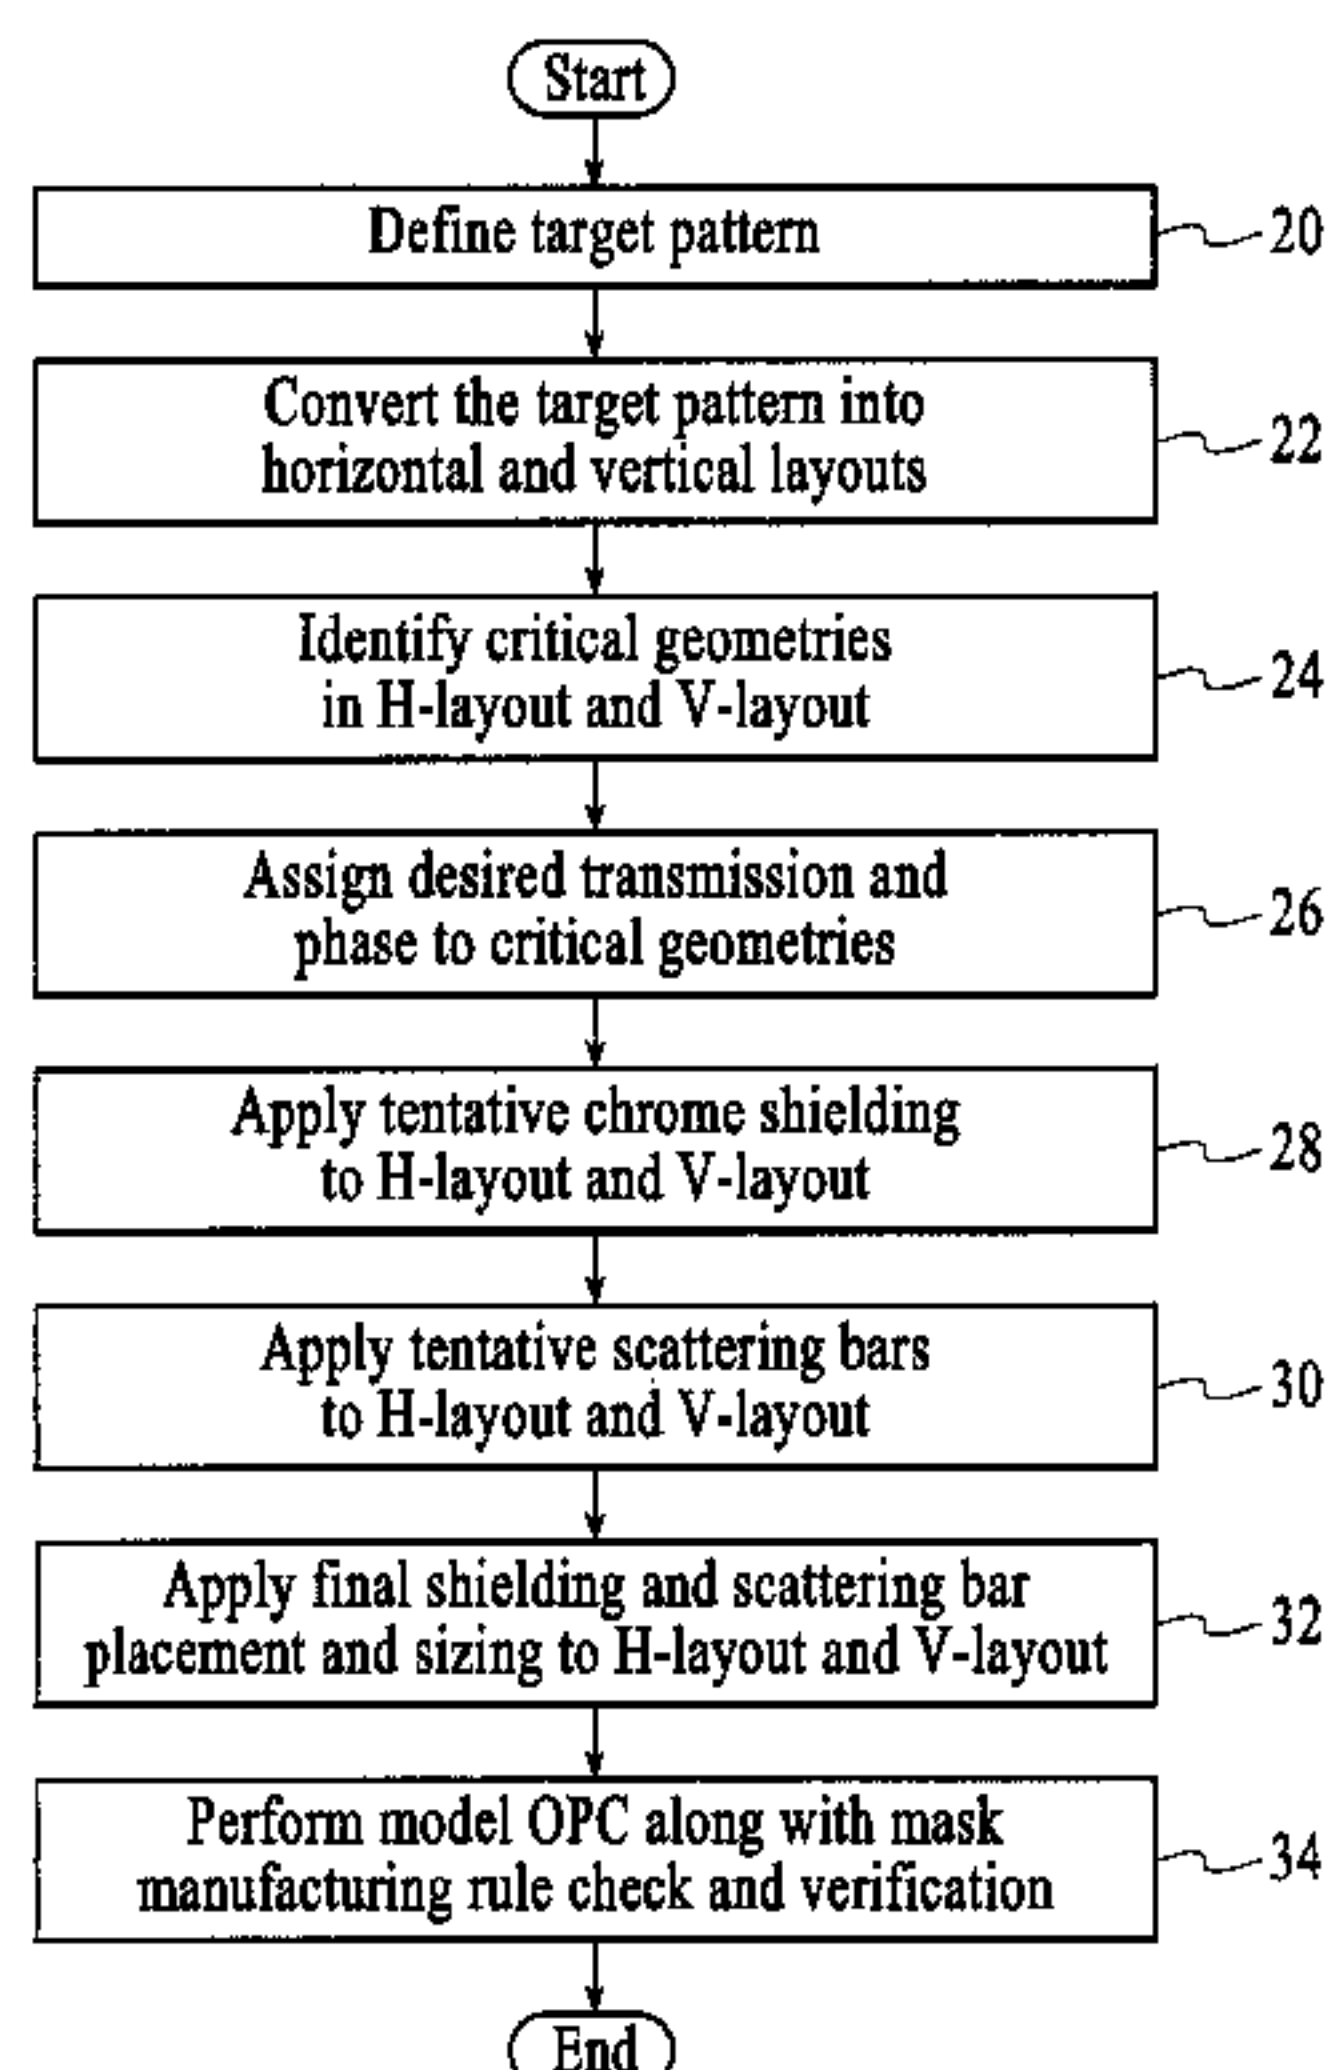 Start
Define target pattern
20
Convert the target pattern into
horizontal and vertical layouts
22
Identify critical geometries
in H-layout and V-layout
24
Assign desired transmission and
phase to critical geometries
26
Apply tentative chrome shielding
to H-layout and V-layout
28
Apply tentative scattering bars
to H-layout and V-layout
30
Apply final shielding and scattering bar
placement and sizing to H-layout and V-layout
32
Perform model OPC along with mask
manufacturing rule check and verification
34
End